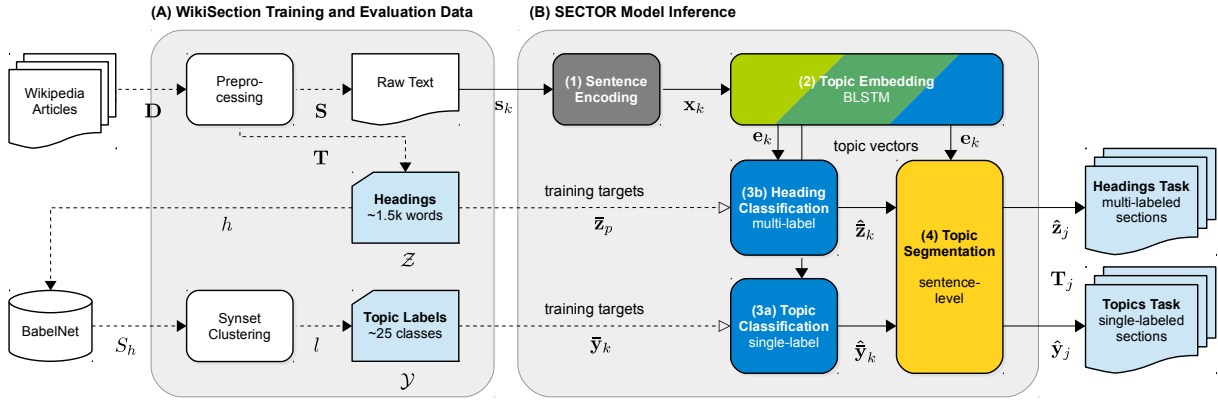 (A) WikiSection Training and Evaluation Data
(B) SECTOR Model Inference
Wikipedia
Articles
D
Prepro-
cessing
S
Raw Text
s_k
(1) Sentence
Encoding
x_k
(2) Topic Embedding
BLSTM
T
e_k
topic vectors
e_k
Headings
~1.5k words
Z
h
training targets
z̄_p
(3b) Heading
Classification
multi-label
ẑ̄_k
(4) Topic
Segmentation
sentence-
level
ẑ_j
Headings Task
multi-labeled
sections
T_j
BabelNet
S_h
Synset
Clustering
l
Topic Labels
~25 classes
Y
training targets
ȳ_k
(3a) Topic
Classification
single-label
ŷ̄_k
ŷ_j
Topics Task
single-labeled
sections